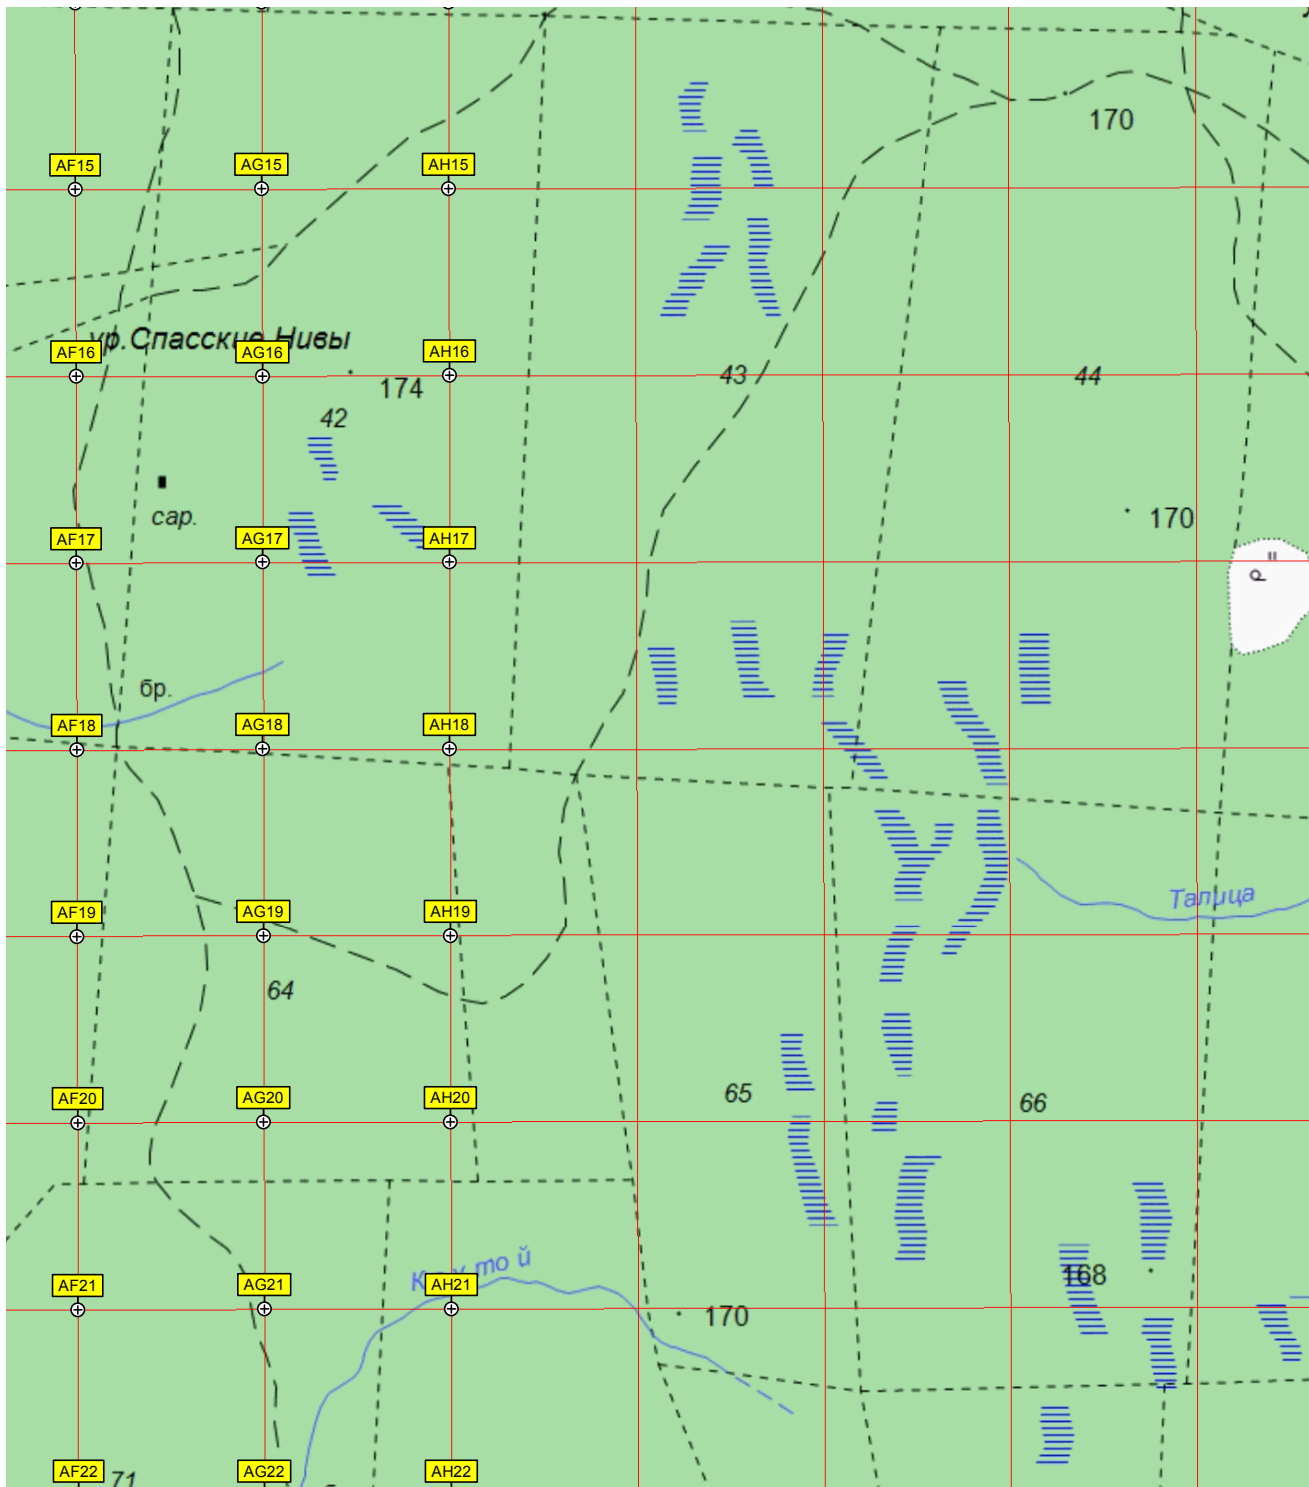 170
AF15 AG15 AH15
ур.Спасские Нивы
AF16 AG16 AH16
174 43 44
42
сар. 170
р
AF17 AG17 AH17
бр.
AF18 AG18 AH18
Талица
AF19 AG19 AH19
64
65 66
AF20 AG20 AH20
168
AF21 AG21 AH21
170
AF22 AG22 AH22
71